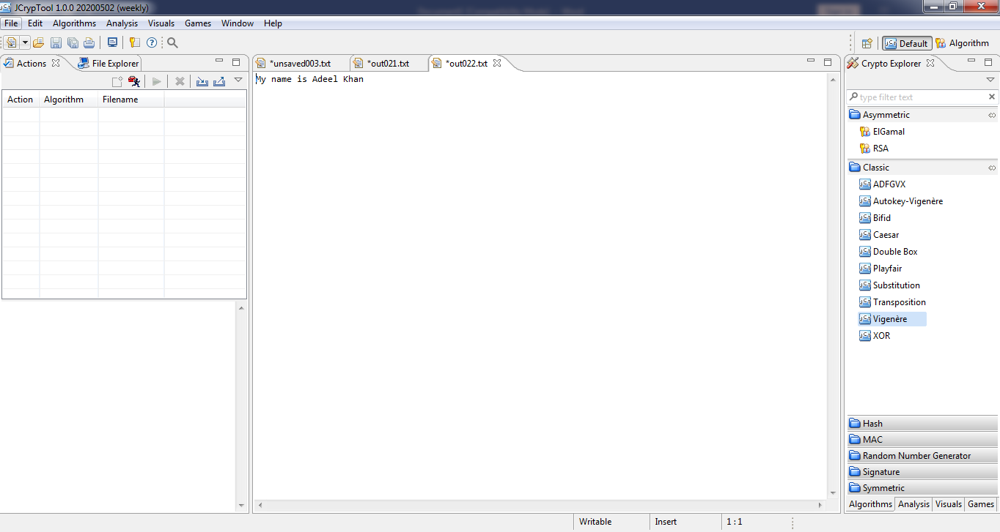 JCrypTool 1.0.0 20200502 (weekly)
File Edit Algorithms Analysis Visuals Games Window Help
Default Algorithm
Actions File Explorer
*unsaved003.txt *out021.txt *out022.txt
Crypto Explorer
Action Algorithm Filename
My name is Adeel Khan
type filter text
Asymmetric
ElGamal
RSA
Classic
ADFGVX
Autokey-Vigenère
Bifid
Caesar
Double Box
Playfair
Substitution
Transposition
Vigenère
XOR
Hash
MAC
Random Number Generator
Signature
Symmetric
Algorithms Analysis Visuals Games
Writable Insert 1:1